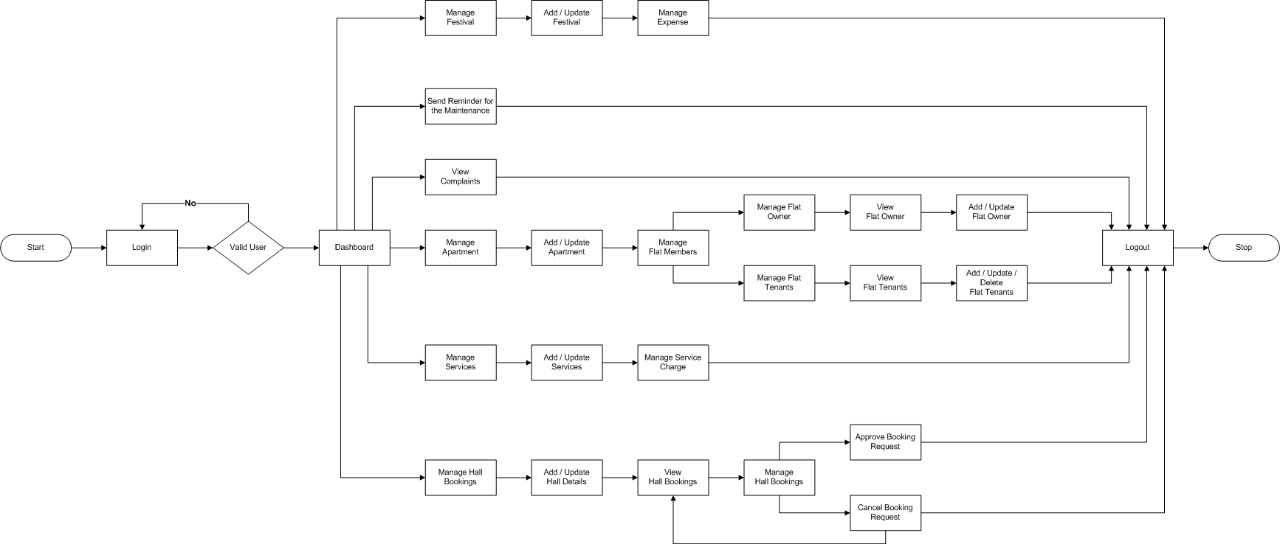 Manage
Festival
Add / Update
Festival
Manage
Expense
Send Reminder for
the Maintenance
View
Complaints
No
Start
Login
Valid User
Dashboard
Manage
Apartment
Add / Update
Apartment
Manage
Flat Members
Manage Flat
Owner
View
Flat Owner
Add / Update
Flat Owner
Manage Flat
Tenants
View
Flat Tenants
Add / Update /
Delete
Flat Tenants
Logout
Stop
Manage
Services
Add / Update
Services
Manage Service
Charge
Manage Hall
Bookings
Add / Update
Hall Details
View
Hall Bookings
Manage
Hall Bookings
Approve Booking
Request
Cancel Booking
Request